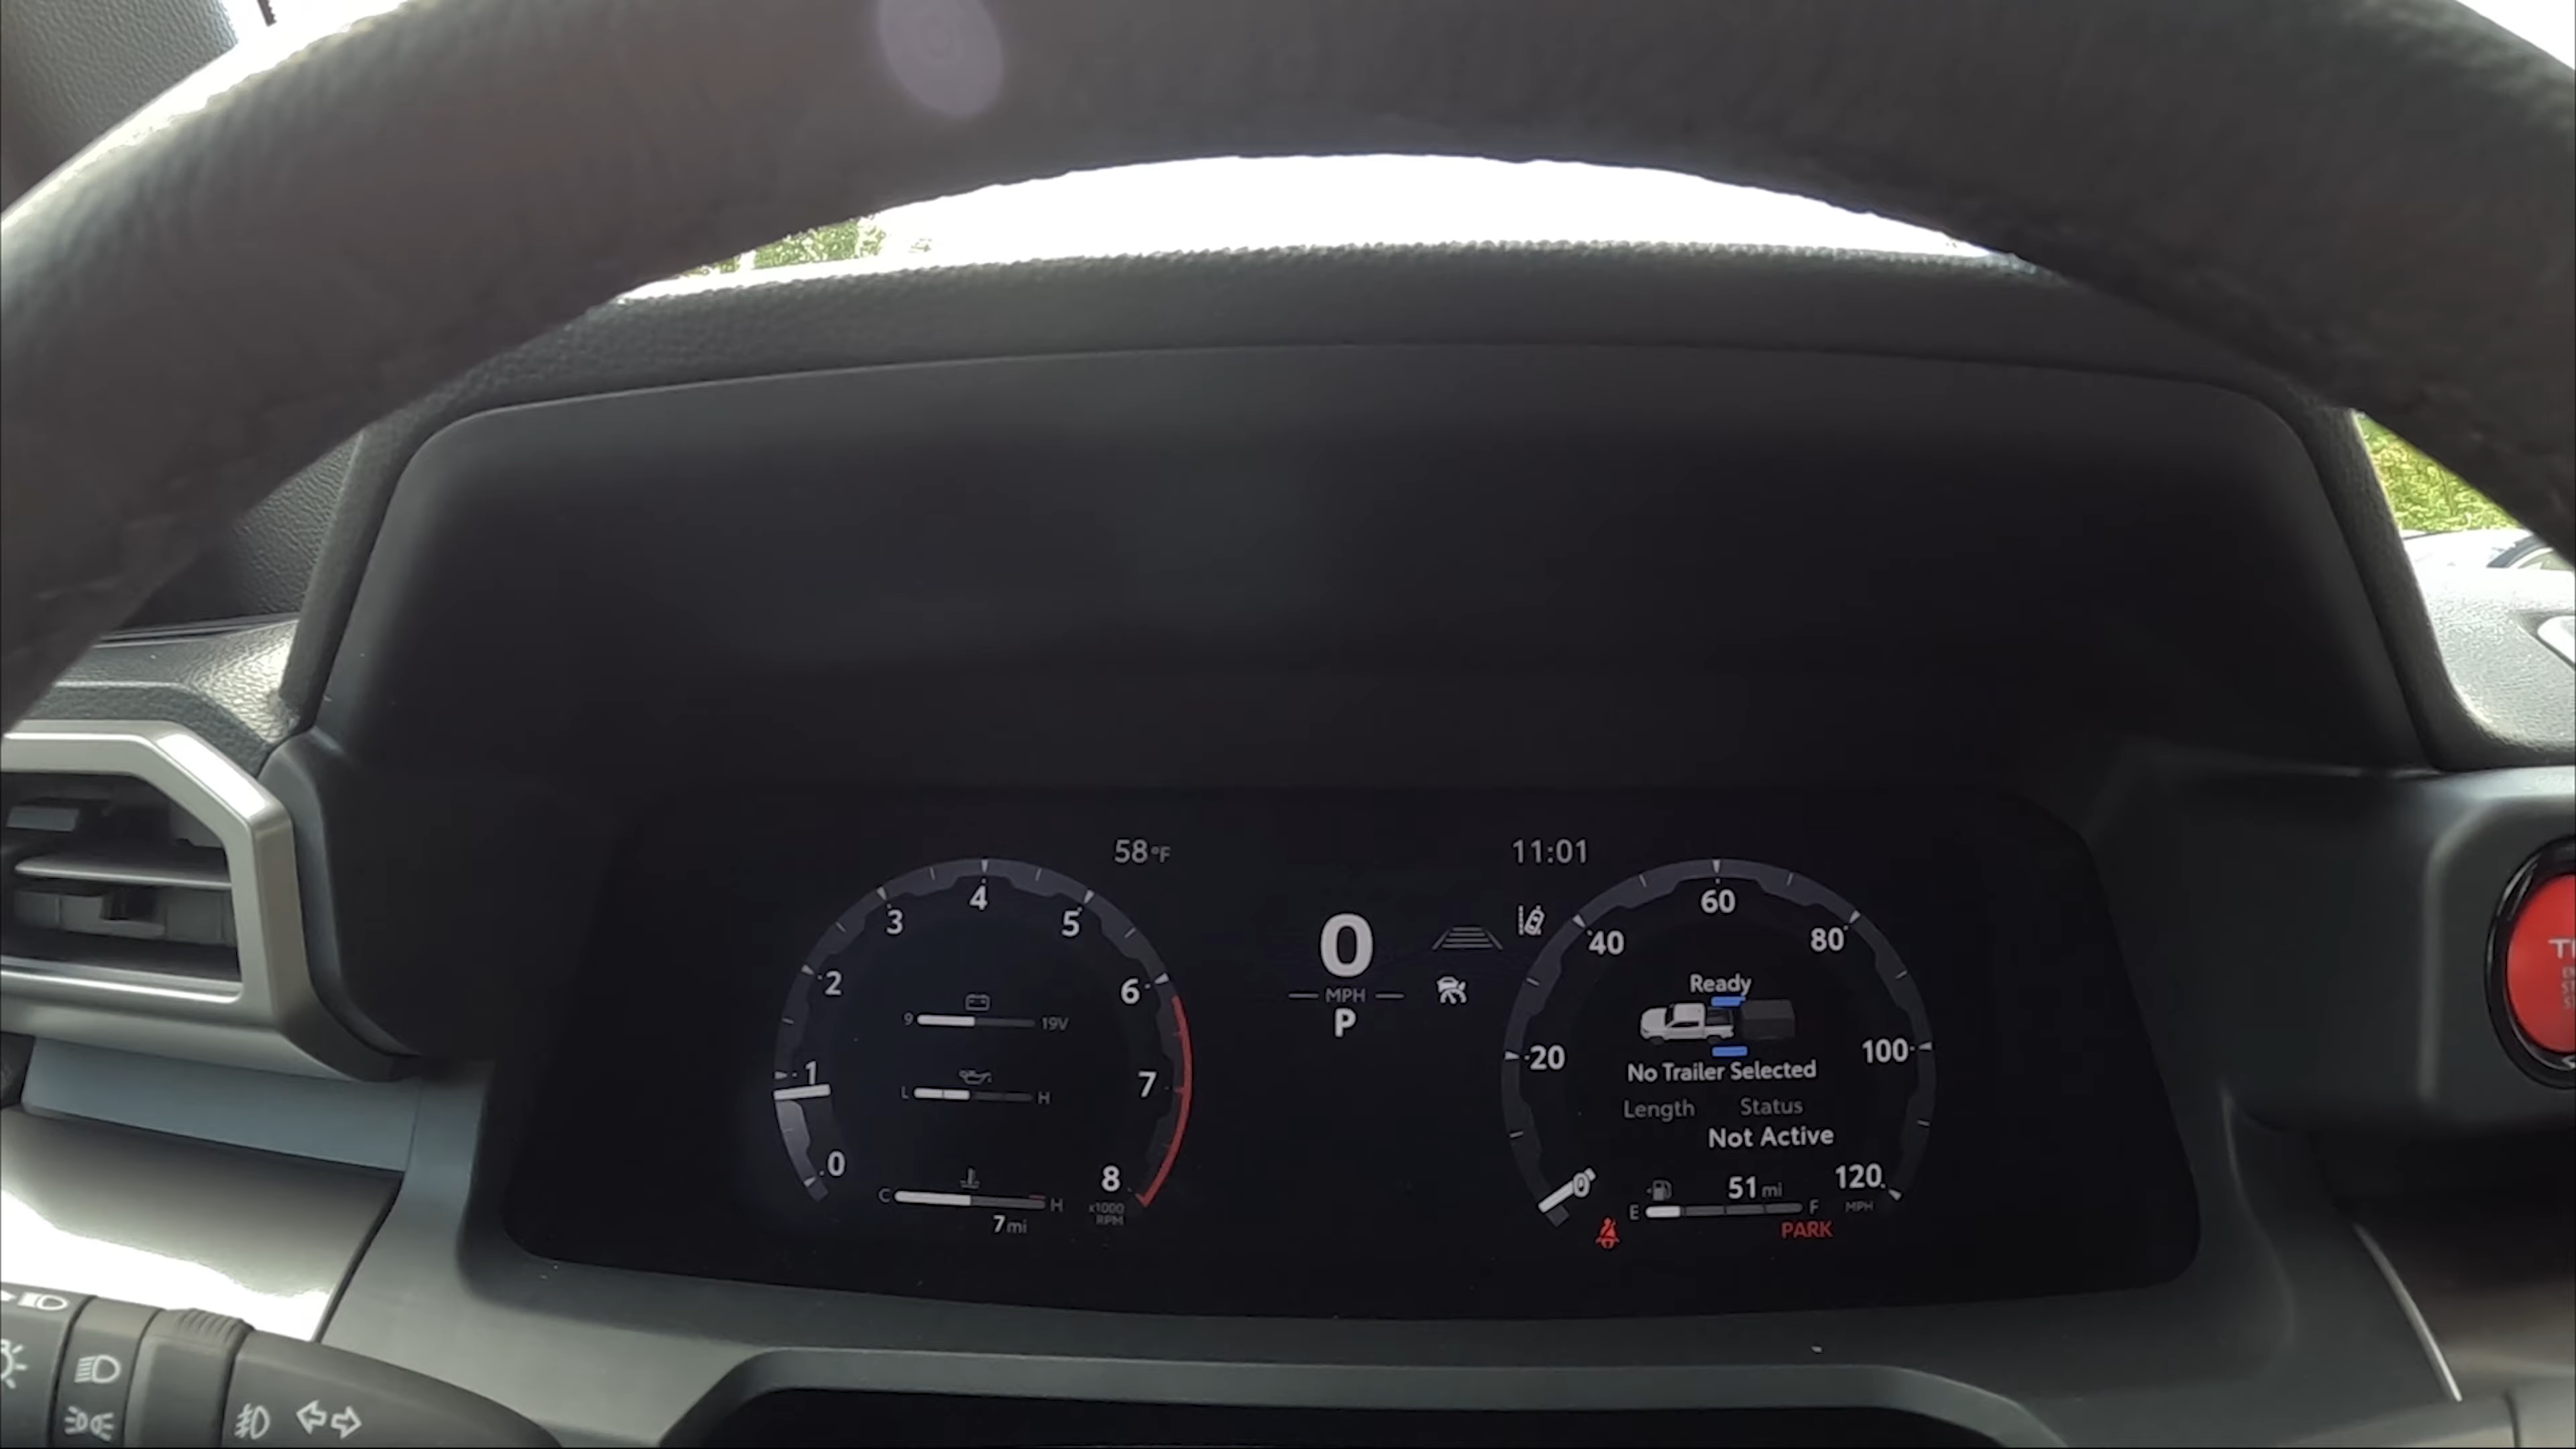 58°F
11:01
0
1
2
3
4
5
6
7
8
x1000
RPM
9
19V
L
H
C
H
7 mi
0
MPH
P
0
20
40
60
80
100
120
MPH
Ready
No Trailer Selected
Length Status
Not Active
51 mi
E
F
PARK